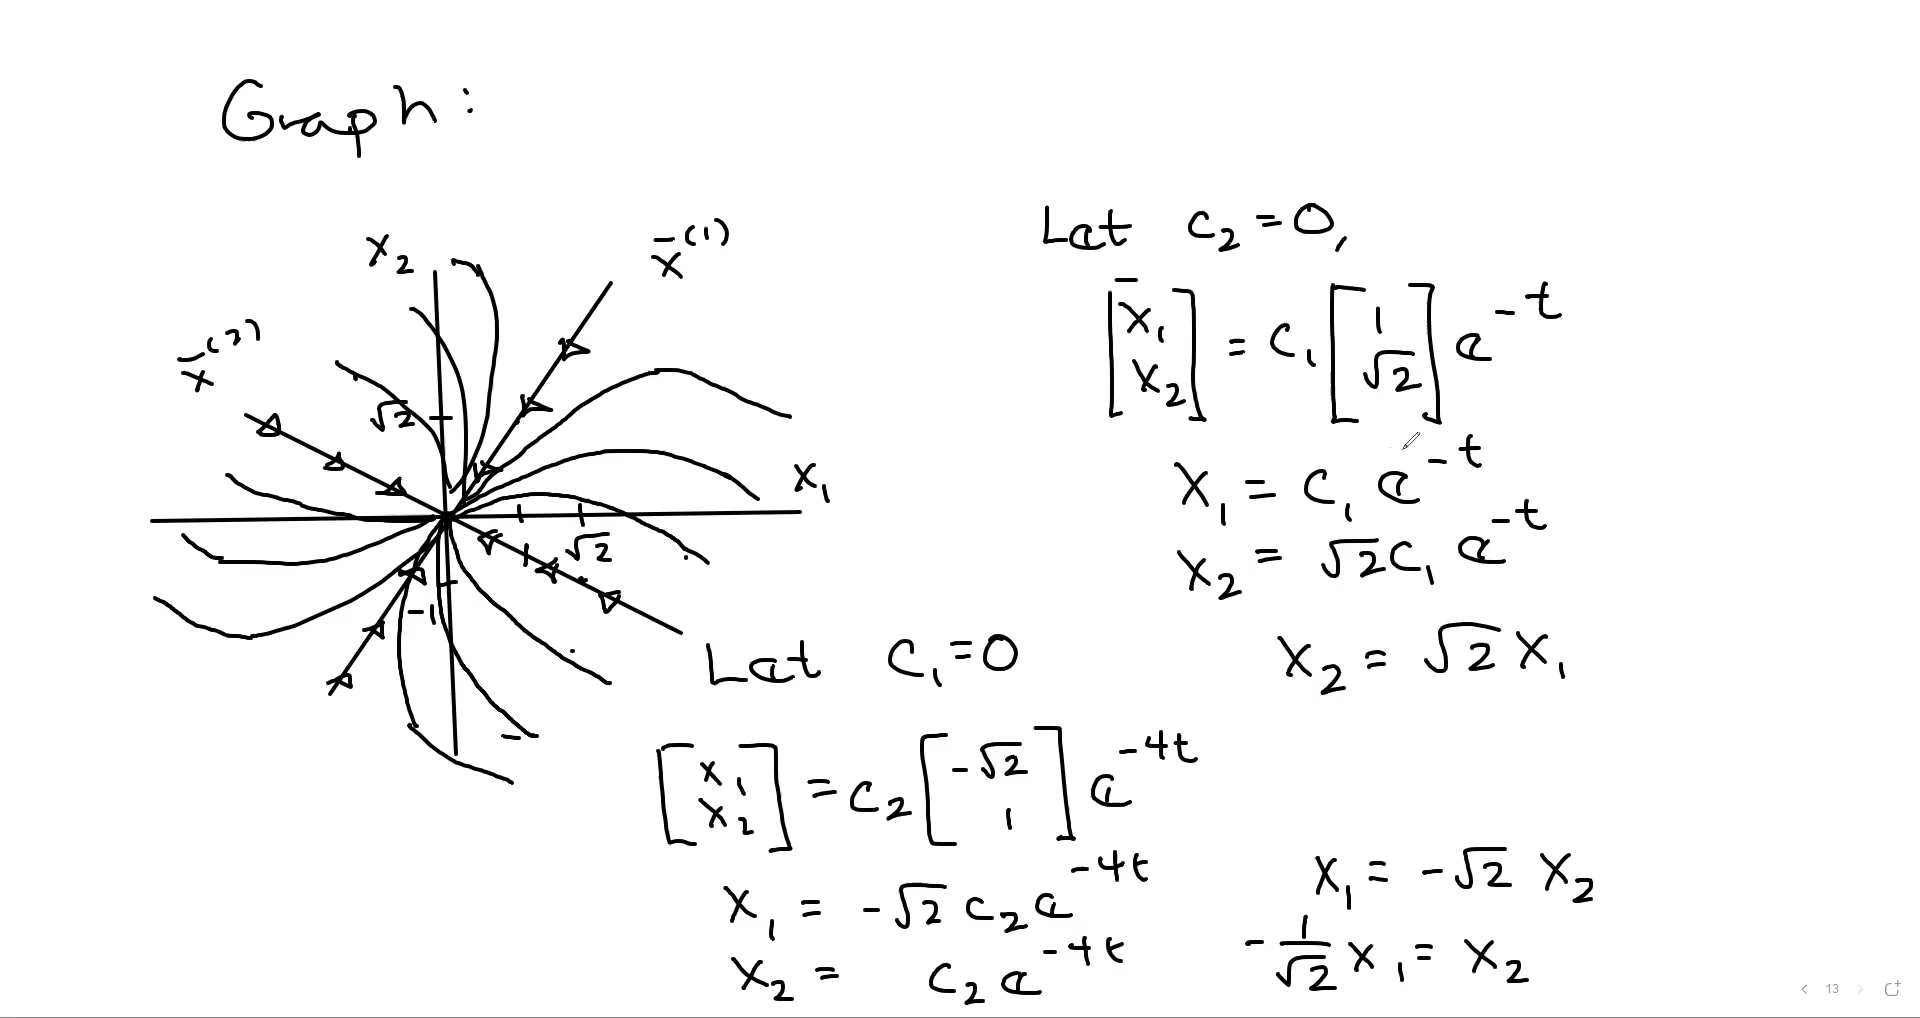 Graph:
x₂
x̄⁽¹⁾
x̄⁽²⁾
√2
x₁
1
√2
-1
Let c₂ = 0,
[x₁ x₂] = c₁ [1 √2] e^{-t}
x₁ = c₁ e^{-t}
x₂ = √2 c₁ e^{-t}
x₂ = √2 x₁
Let c₁ = 0
[x₁ x₂] = c₂ [-√2 1] e^{-4t}
x₁ = -√2 c₂ e^{-4t}
x₂ = c₂ e^{-4t}
x₁ = -√2 x₂
-1/√2 x₁ = x₂
13